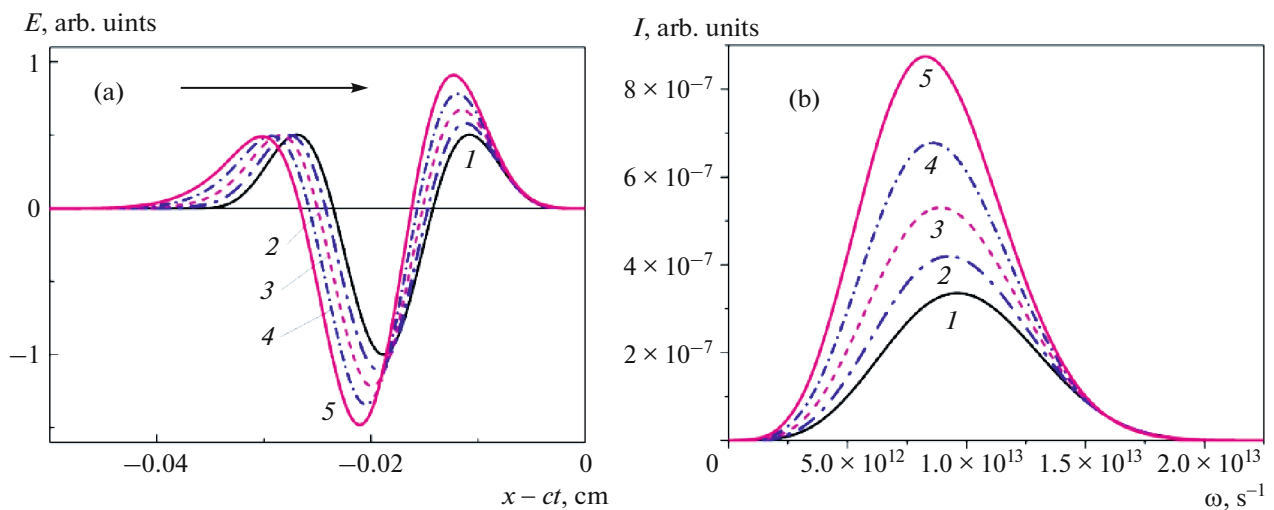 E, arb. uints
1
(a)
1
0
2
3
4
5
−1
−0.04
−0.02
0
x – ct, cm
I, arb. units
5
8 × 10⁻⁷
(b)
4
6 × 10⁻⁷
3
4 × 10⁻⁷
2
1
2 × 10⁻⁷
0
5.0 × 10¹² 1.0 × 10¹³ 1.5 × 10¹³ 2.0 × 10¹³
ω, s⁻¹